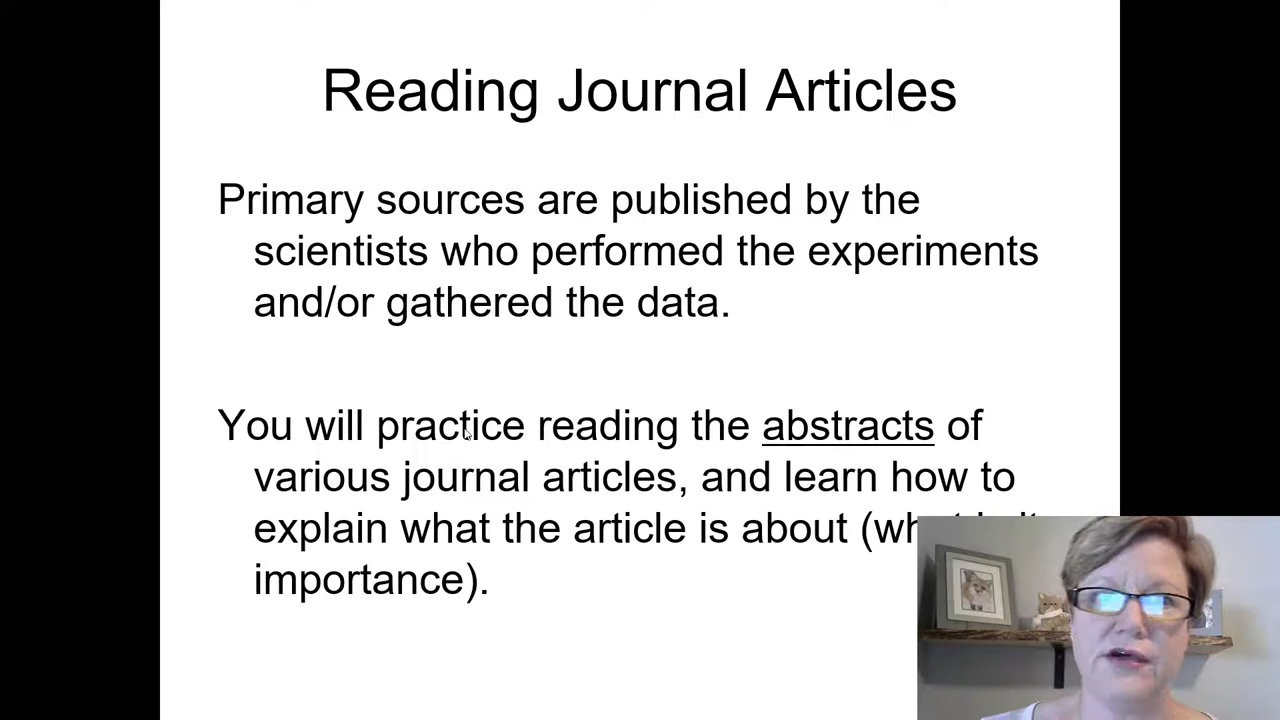 Reading Journal Articles
Primary sources are published by the
scientists who performed the experiments
and/or gathered the data.
You will practice reading the abstracts of
various journal articles, and learn how to
explain what the article is about
importance).